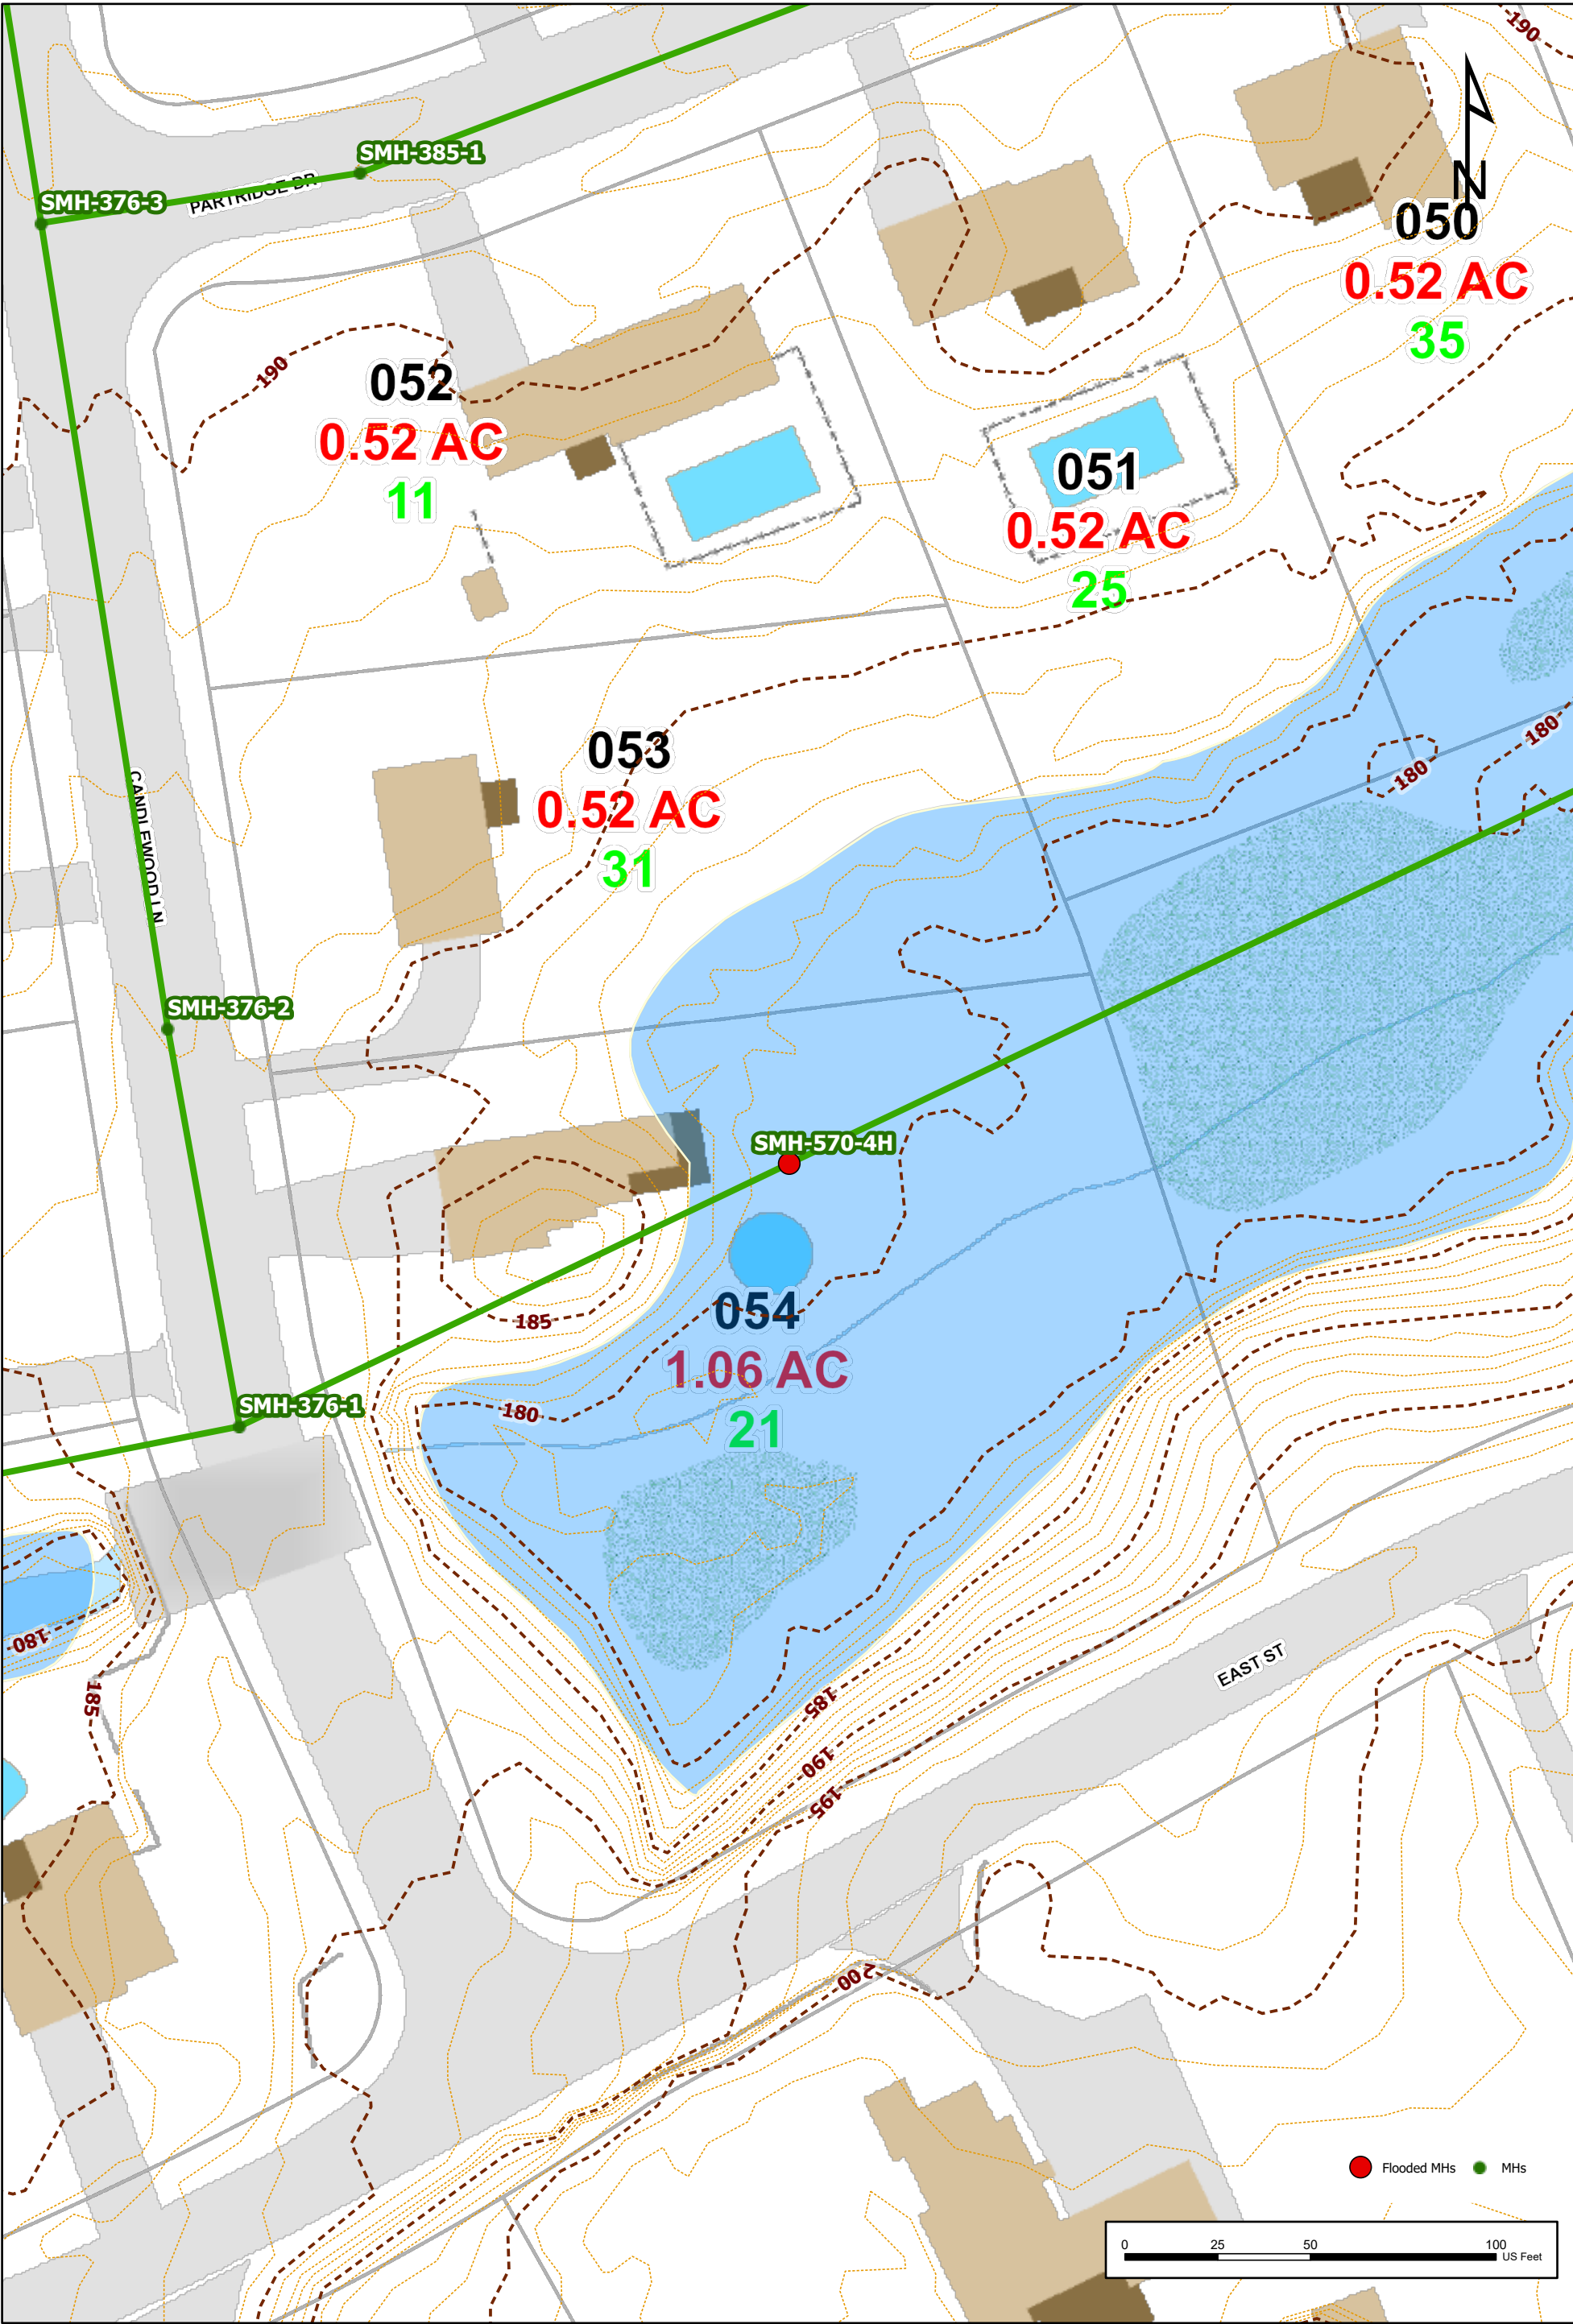 -190
N
SMH-385-1
SMH-376-3
PARTRIDGE DR
050
0.52 AC
35
-190
052
0.52 AC
11
051
0.52 AC
25
053
0.52 AC
31
180
-180
CANDLEWOOD LN
SMH-376-2
SMH-570-4H
054
1.06 AC
21
185
SMH-376-1
-180
-180
185
EAST ST
-185
-190
-195
200
Flooded MHs
MHs
0 25 50 100
US Feet